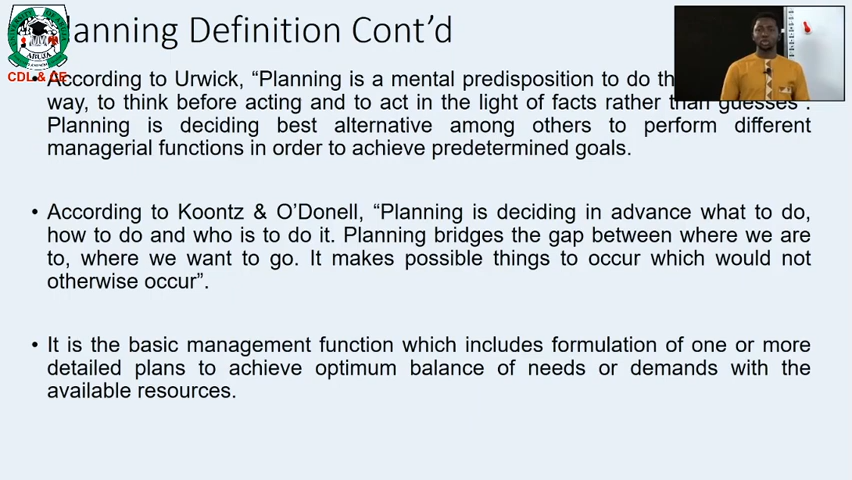 lanning Definition Cont’d
ABUJA
CDL & CE
• According to Urwick, “Planning is a mental predisposition to do th
way, to think before acting and to act in the light of facts rather than guesses”.
Planning is deciding best alternative among others to perform different
managerial functions in order to achieve predetermined goals.
• According to Koontz & O’Donell, “Planning is deciding in advance what to do,
how to do and who is to do it. Planning bridges the gap between where we are
to, where we want to go. It makes possible things to occur which would not
otherwise occur”.
• It is the basic management function which includes formulation of one or more
detailed plans to achieve optimum balance of needs or demands with the
available resources.